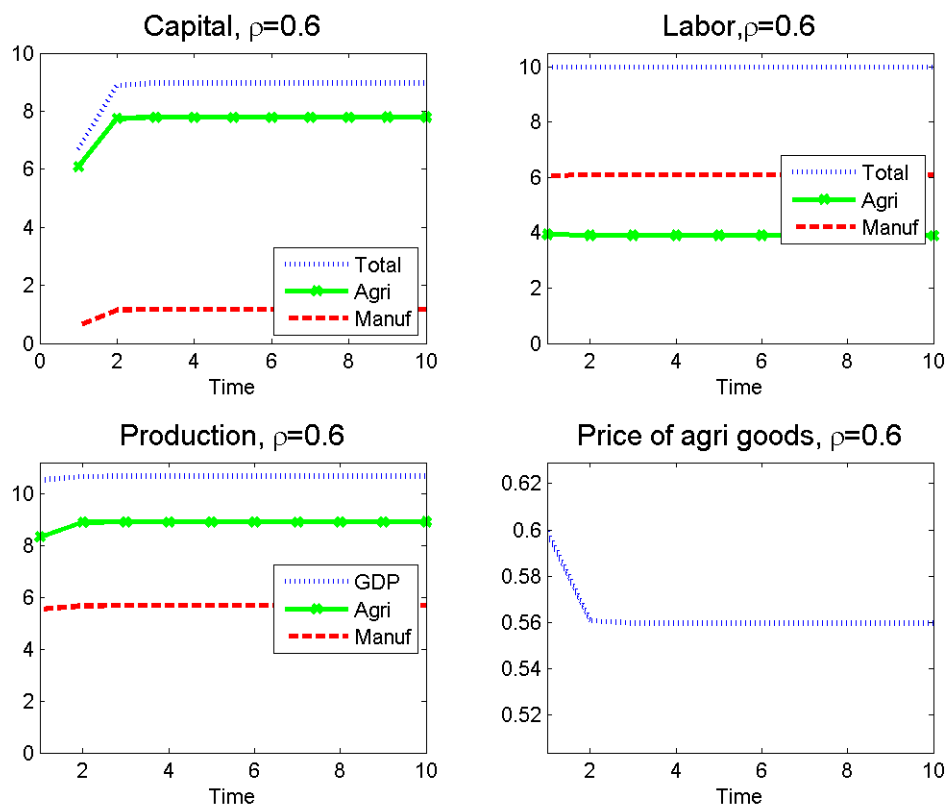 Capital, ρ=0.6
10
8
6
4
2
0
Total
Agri
Manuf
0 2 4 6 8 10
Time
Labor,ρ=0.6
10
8
6
4
2
0
Total
Agri
Manuf
2 4 6 8 10
Time
Production, ρ=0.6
10
8
6
4
2
0
GDP
Agri
Manuf
2 4 6 8 10
Time
Price of agri goods, ρ=0.6
0.62
0.6
0.58
0.56
0.54
0.52
2 4 6 8 10
Time